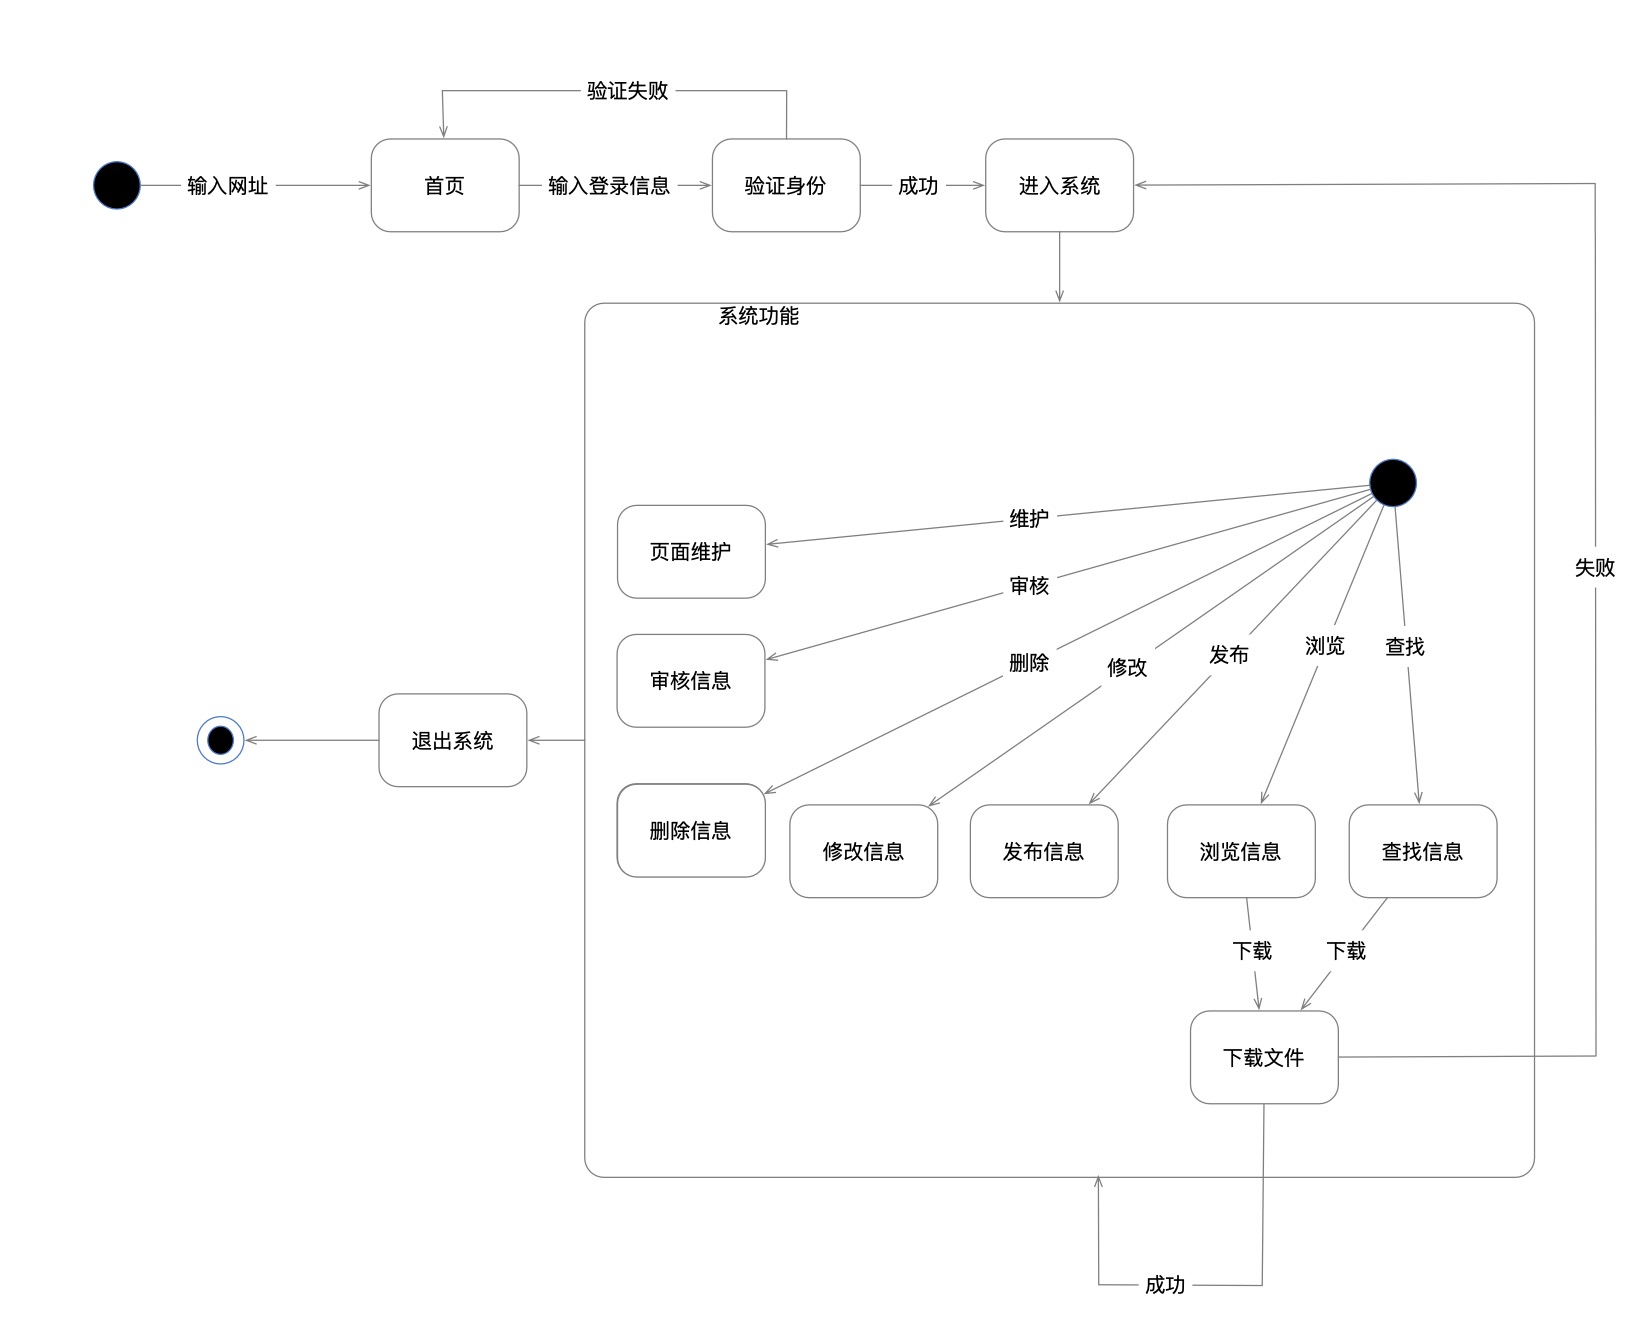 验证失败
输入网址
首页
输入登录信息
验证身份
成功
进入系统
系统功能
维护
页面维护
失败
审核
删除
修改
发布
浏览
查找
审核信息
退出系统
删除信息
修改信息
发布信息
浏览信息
查找信息
下载
下载
下载文件
成功